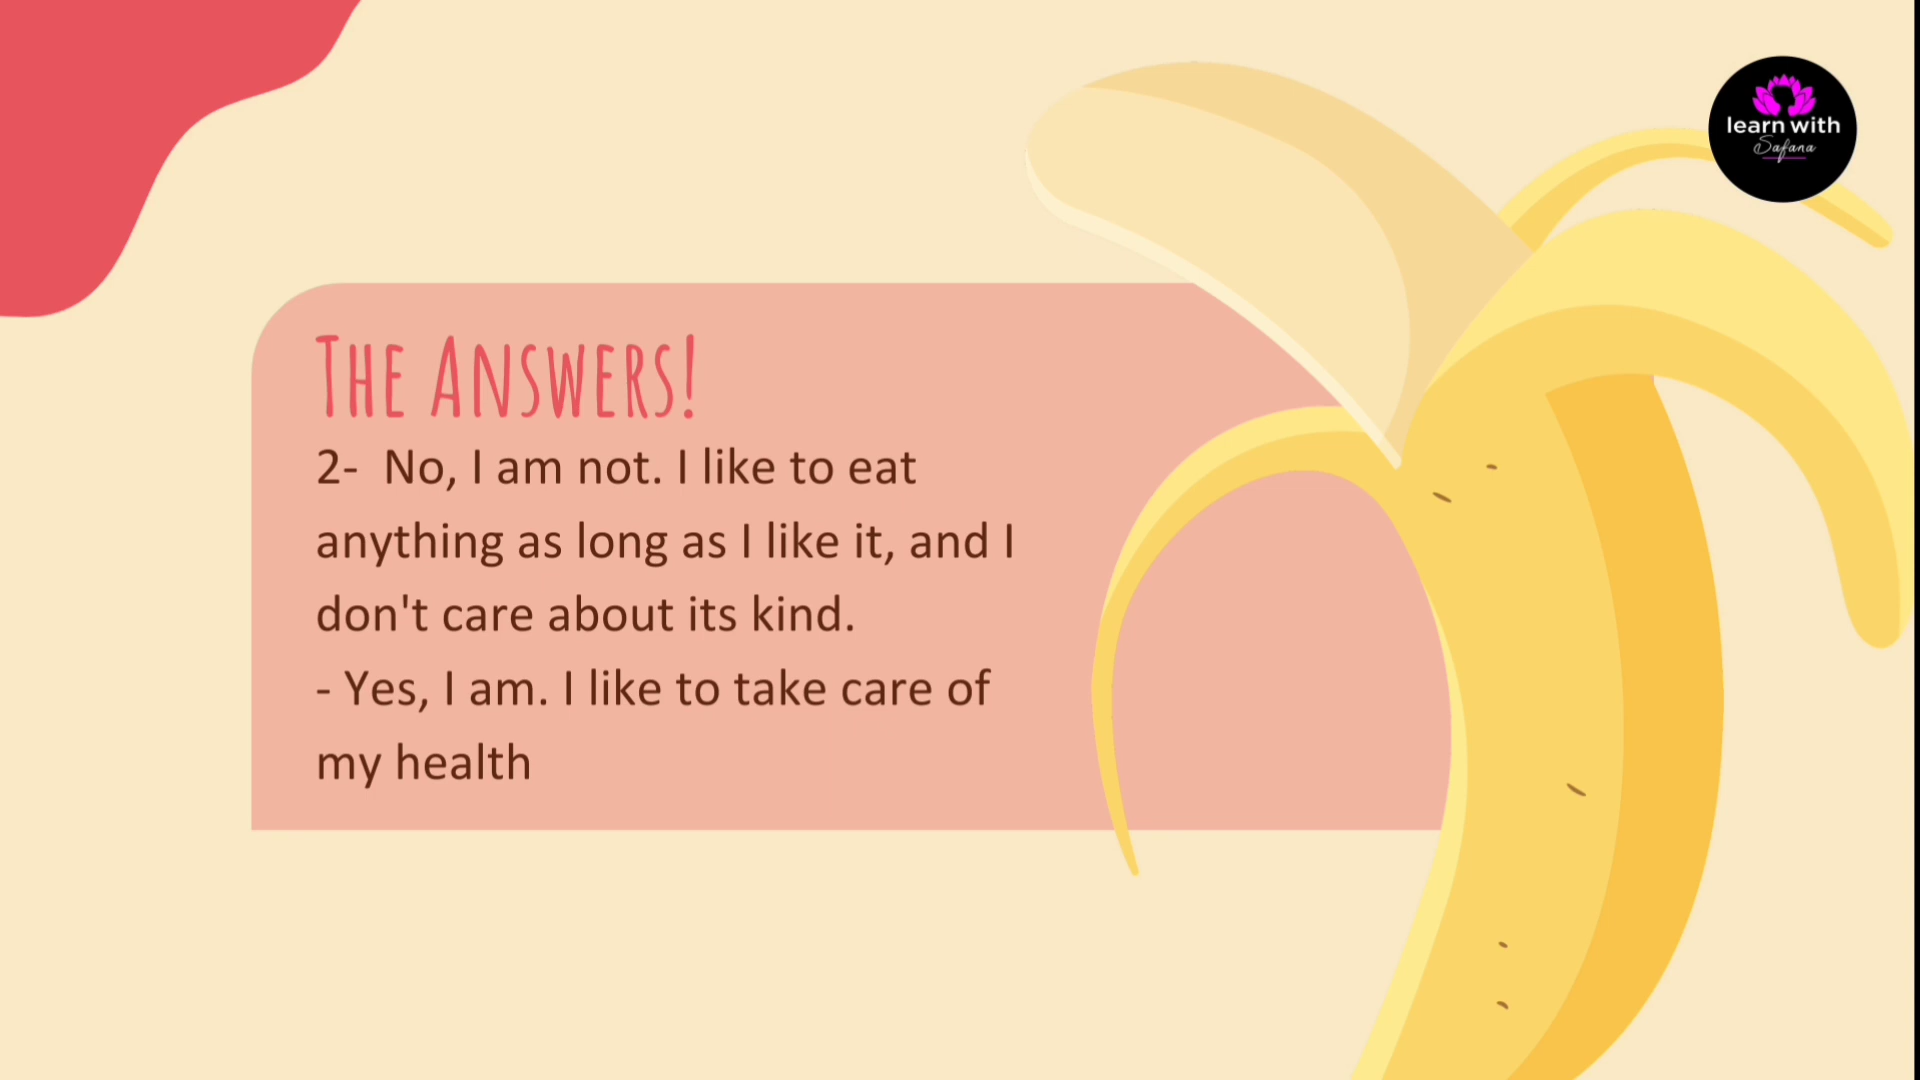 learn with
Safana
The Answers!
2-  No, I am not. I like to eat
anything as long as I like it, and I
don't care about its kind.
- Yes, I am. I like to take care of
my health